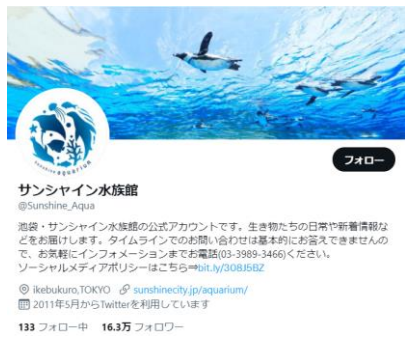 sunshine aquarium
フォロー
サンシャイン水族館
@Sunshine_Aqua
池袋・サンシャイン水族館の公式アカウントです。生き物たちの日常や新着情報な
どをお届けします。タイムラインでのお問い合わせは基本的にお答えできませんの
で、お気軽にインフォメーションまでお電話(03-3989-3466)ください。
ソーシャルメディアポリシーはこちら⇒bit.ly/308J5BZ
ikebukuro,TOKYO sunshinecity.jp/aquarium/
2011年5月からTwitterを利用しています
133 フォロー中 16.3万 フォロワー